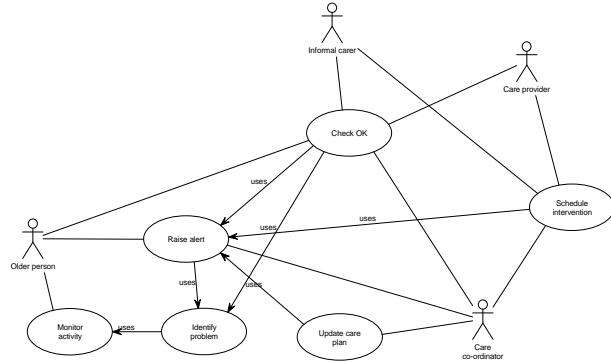 Informal carer
Care provider
Check OK
uses
Schedule
intervention
uses
uses
Raise alert
uses
Older person
uses
uses
Monitor
activity
uses
Identify
problem
Update care
plan
Care
co-ordinator